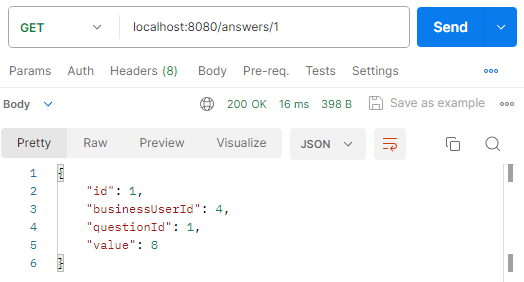 GET localhost:8080/answers/1 Send
Params Auth Headers (8) Body Pre-req. Tests Settings
Body 200 OK 16 ms 398 B Save as example
Pretty Raw Preview Visualize JSON
1 {
2 "id": 1,
3 "businessUserId": 4,
4 "questionId": 1,
5 "value": 8
6 }